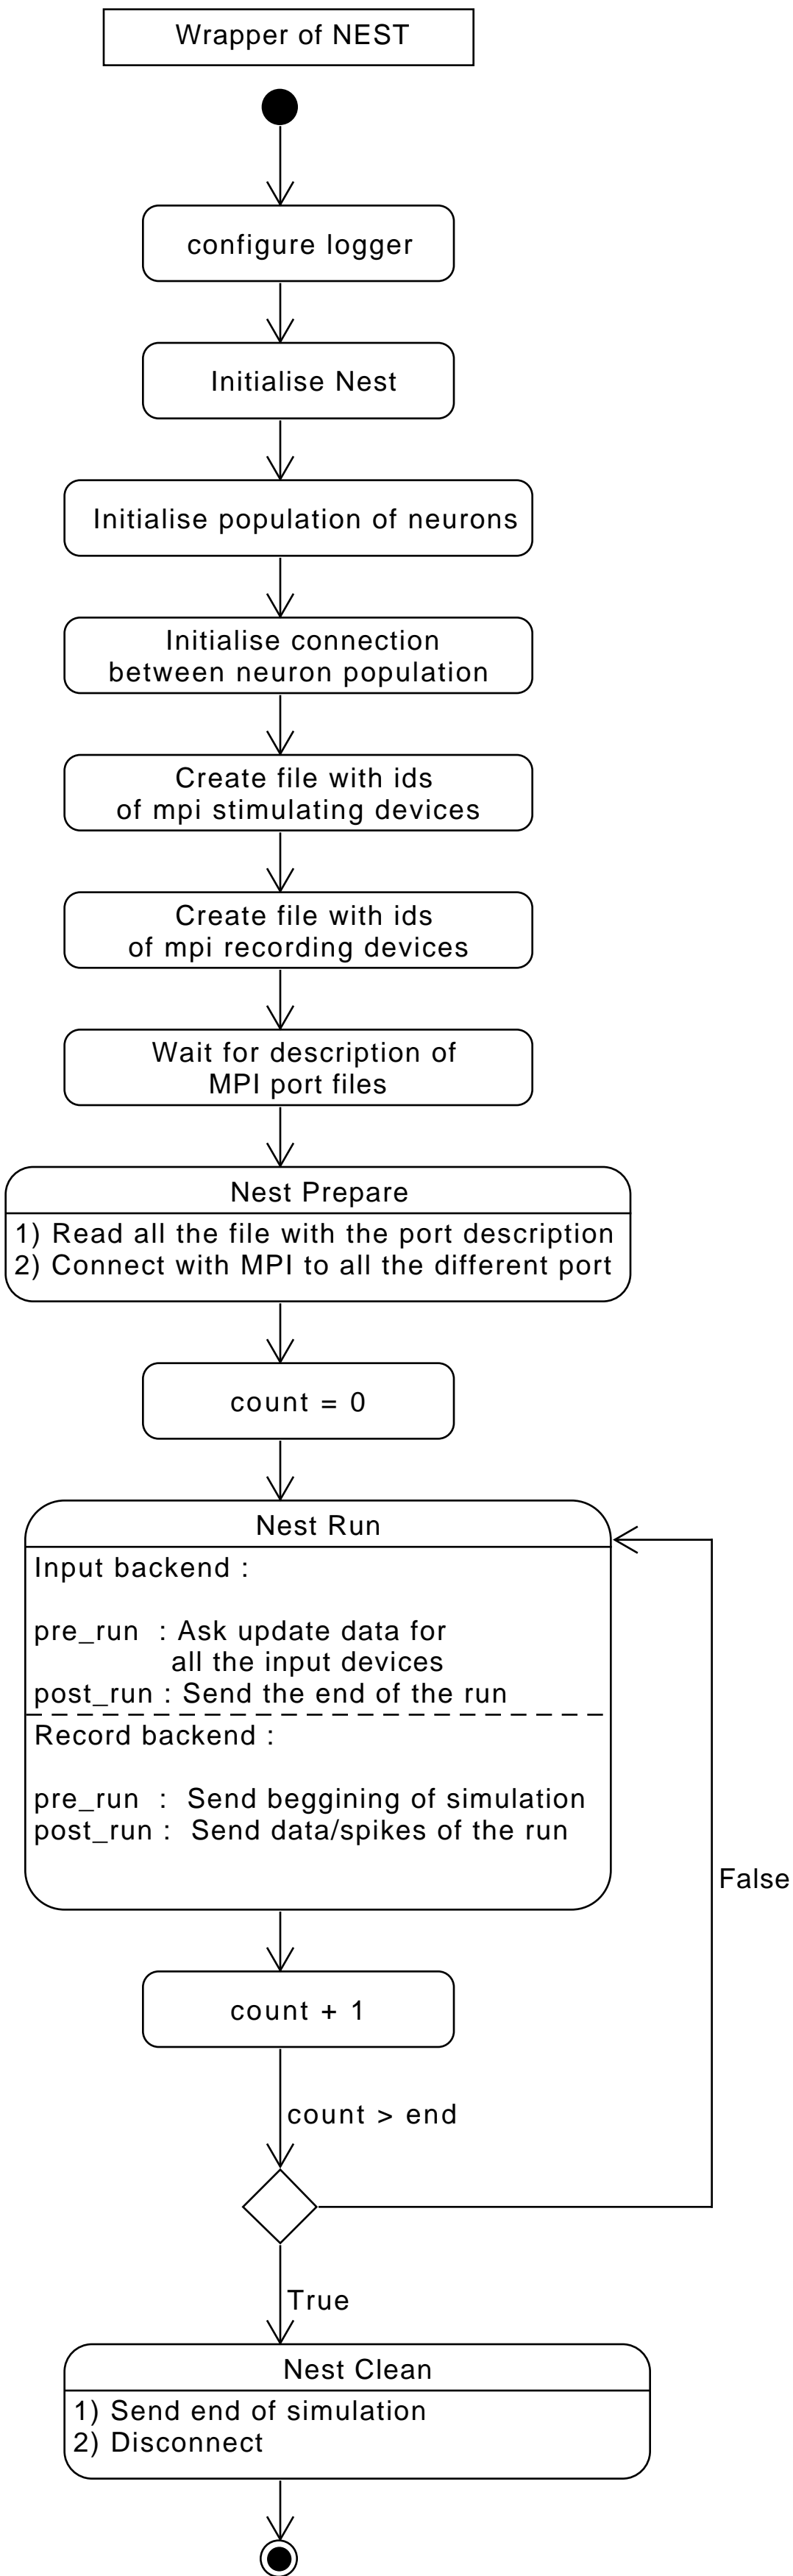 Wrapper of NEST
configure logger
Initialise Nest
Initialise population of neurons
Initialise connection
between neuron population
Create file with ids
of mpi stimulating devices
Create file with ids
of mpi recording devices
Wait for description of
MPI port files
Nest Prepare
1) Read all the file with the port description
2) Connect with MPI to all the different port
count = 0
Nest Run
Input backend :
pre_run : Ask update data for
all the input devices
post_run : Send the end of the run
Record backend :
pre_run : Send beggining of simulation
post_run : Send data/spikes of the run
False
count + 1
count > end
True
Nest Clean
1) Send end of simulation
2) Disconnect